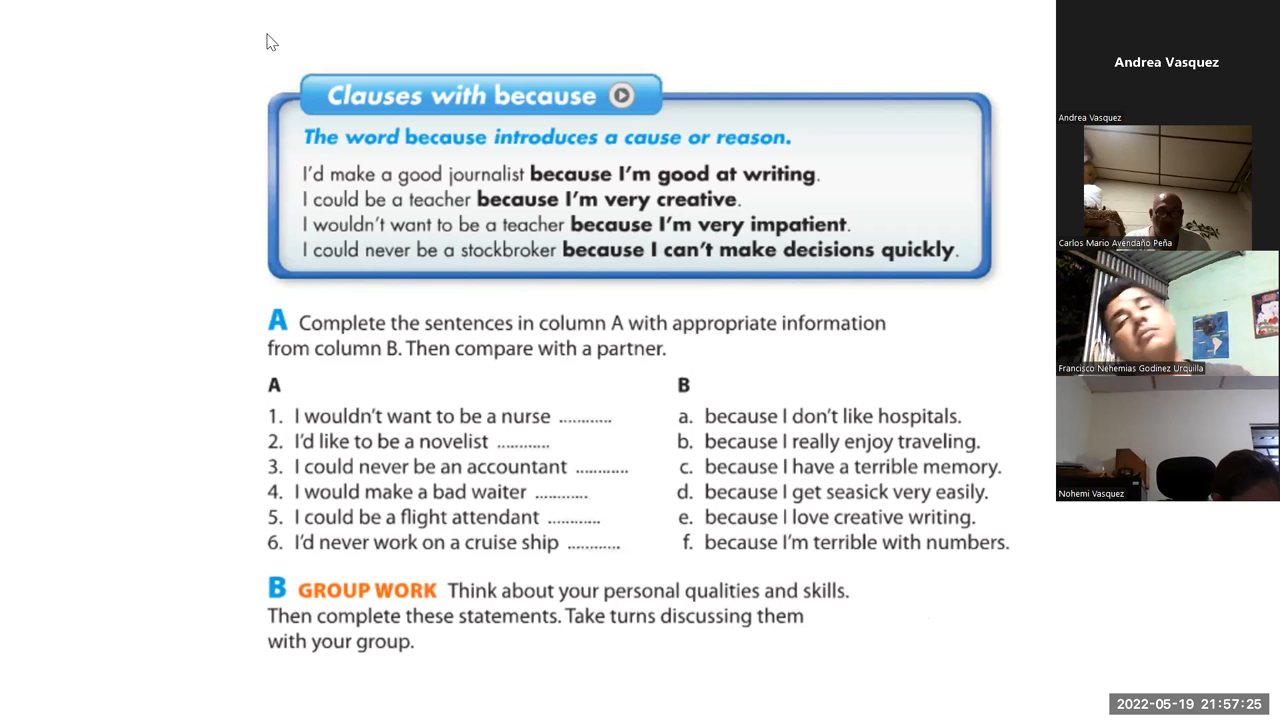 Clauses with because
The word because introduces a cause or reason.
I'd make a good journalist because I'm good at writing.
I could be a teacher because I'm very creative.
I wouldn't want to be a teacher because I'm very impatient.
I could never be a stockbroker because I can't make decisions quickly.
A Complete the sentences in column A with appropriate information
from column B. Then compare with a partner.
A
1. I wouldn't want to be a nurse ............
2. I'd like to be a novelist ............
3. I could never be an accountant ............
4. I would make a bad waiter ............
5. I could be a flight attendant ............
6. I'd never work on a cruise ship ............
B
a. because I don't like hospitals.
b. because I really enjoy traveling.
c. because I have a terrible memory.
d. because I get seasick very easily.
e. because I love creative writing.
f. because I'm terrible with numbers.
B GROUP WORK Think about your personal qualities and skills.
Then complete these statements. Take turns discussing them
with your group.
Andrea Vasquez
Andrea Vasquez
Carlos Mario Avendaño Peña
Francisco Nehemias Godinez Urquilla
Nohemi Vasquez
2022-05-19 21:57:25